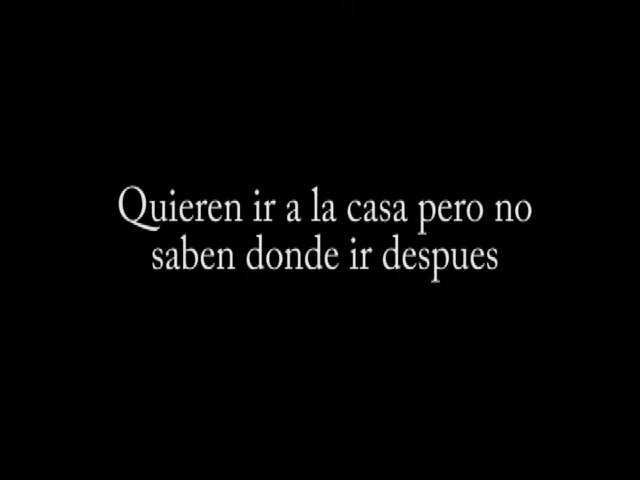 Quieren ir a la casa pero no
saben donde ir despues